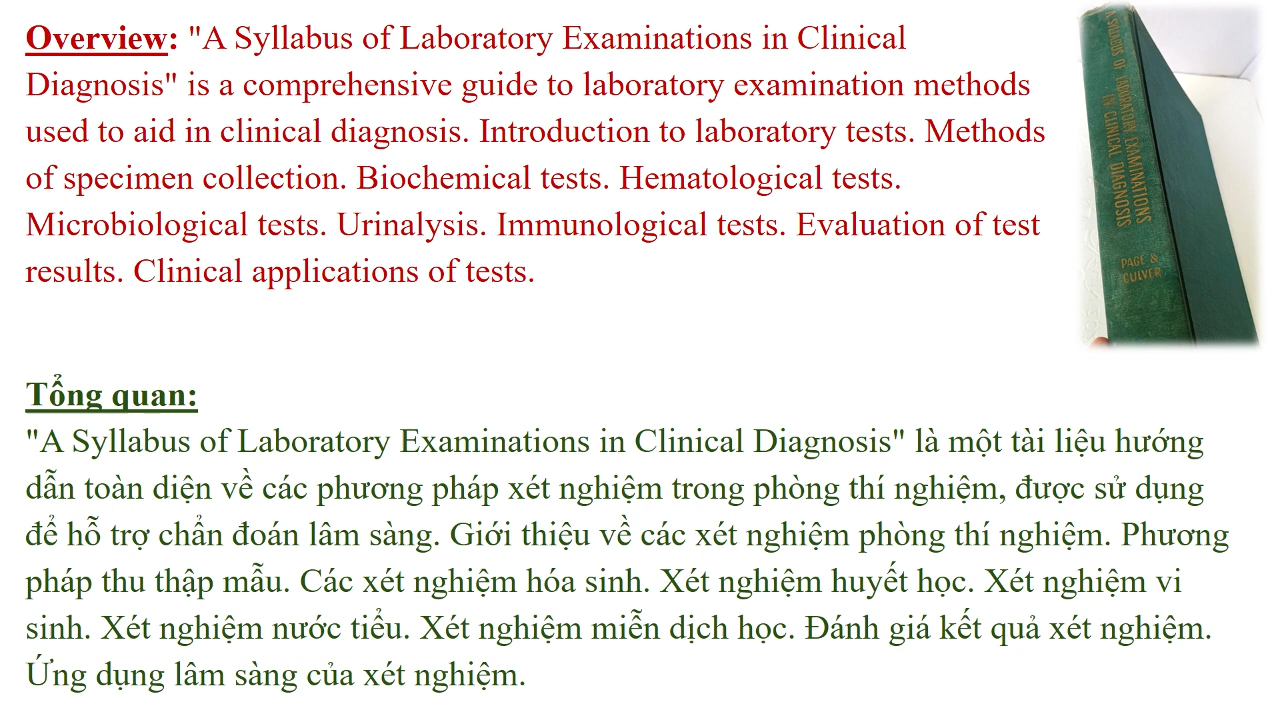 Overview: "A Syllabus of Laboratory Examinations in Clinical
Diagnosis" is a comprehensive guide to laboratory examination methods
used to aid in clinical diagnosis. Introduction to laboratory tests. Methods
of specimen collection. Biochemical tests. Hematological tests.
Microbiological tests. Urinalysis. Immunological tests. Evaluation of test
results. Clinical applications of tests.
A SYLLABUS OF LABORATORY EXAMINATIONS
IN CLINICAL DIAGNOSIS
PAGE &
CULVER
Tổng quan:
"A Syllabus of Laboratory Examinations in Clinical Diagnosis" là một tài liệu hướng
dẫn toàn diện về các phương pháp xét nghiệm trong phòng thí nghiệm, được sử dụng
để hỗ trợ chẩn đoán lâm sàng. Giới thiệu về các xét nghiệm phòng thí nghiệm. Phương
pháp thu thập mẫu. Các xét nghiệm hóa sinh. Xét nghiệm huyết học. Xét nghiệm vi
sinh. Xét nghiệm nước tiểu. Xét nghiệm miễn dịch học. Đánh giá kết quả xét nghiệm.
Ứng dụng lâm sàng của xét nghiệm.